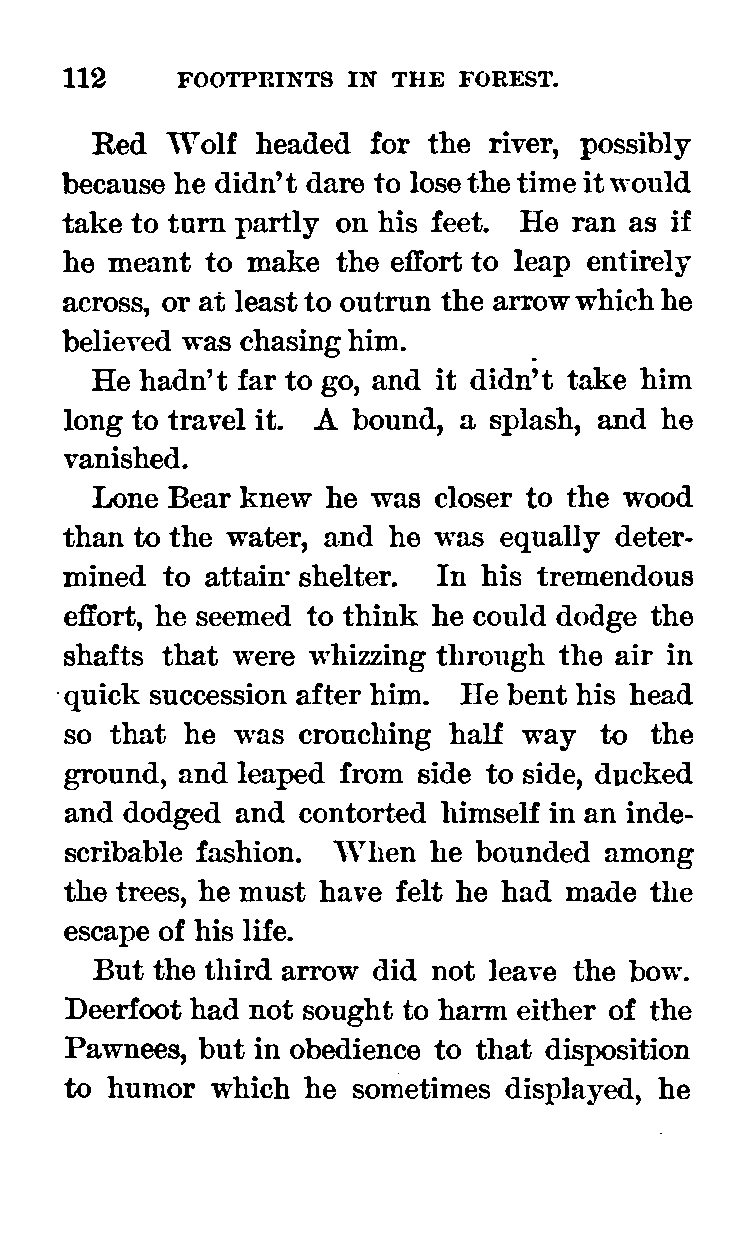 112 FOOTPRINTS IN THE FOREST.
Red Wolf headed for the river, possibly
because he didn't dare to lose the time it would
take to turn partly on his feet. He ran as if
he meant to make the effort to leap entirely
across, or at least to outrun the arrow which he
believed was chasing him.
He hadn't far to go, and it didn't take him
long to travel it. A bound, a splash, and he
vanished.
Lone Bear knew he was closer to the wood
than to the water, and he was equally deter-
mined to attain shelter. In his tremendous
effort, he seemed to think he could dodge the
shafts that were whizzing through the air in
quick succession after him. He bent his head
so that he was crouching half way to the
ground, and leaped from side to side, ducked
and dodged and contorted himself in an inde-
scribable fashion. When he bounded among
the trees, he must have felt he had made the
escape of his life.
But the third arrow did not leave the bow.
Deerfoot had not sought to harm either of the
Pawnees, but in obedience to that disposition
to humor which he sometimes displayed, he